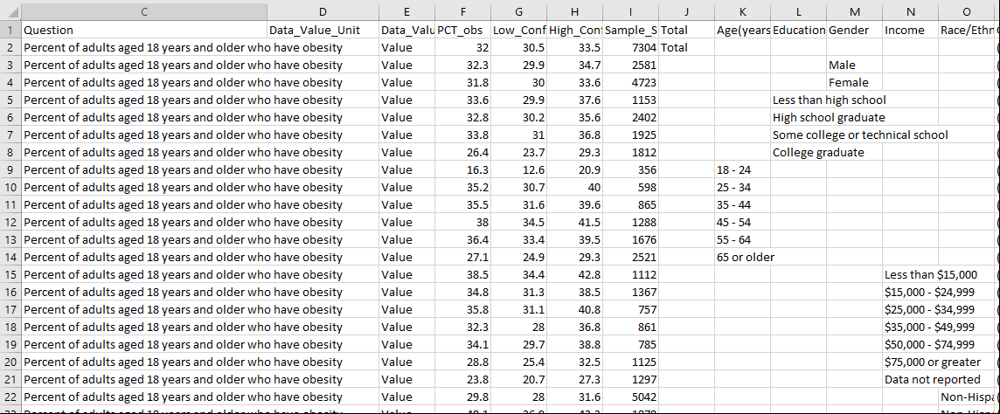 C D E F G H I J K L M N O
1 Question Data_Value_Unit Data_Valu PCT_obs Low_Conf High_Conf Sample_S Total Age(years Education Gender Income Race/Ethn
2 Percent of adults aged 18 years and older who have obesity Value 32 30.5 33.5 7304 Total
3 Percent of adults aged 18 years and older who have obesity Value 32.3 29.9 34.7 2581 Male
4 Percent of adults aged 18 years and older who have obesity Value 31.8 30 33.6 4723 Female
5 Percent of adults aged 18 years and older who have obesity Value 33.6 29.9 37.6 1153 Less than high school
6 Percent of adults aged 18 years and older who have obesity Value 32.8 30.2 35.6 2402 High school graduate
7 Percent of adults aged 18 years and older who have obesity Value 33.8 31 36.8 1925 Some college or technical school
8 Percent of adults aged 18 years and older who have obesity Value 26.4 23.7 29.3 1812 College graduate
9 Percent of adults aged 18 years and older who have obesity Value 16.3 12.6 20.9 356 18 - 24
10 Percent of adults aged 18 years and older who have obesity Value 35.2 30.7 40 598 25 - 34
11 Percent of adults aged 18 years and older who have obesity Value 35.5 31.6 39.6 865 35 - 44
12 Percent of adults aged 18 years and older who have obesity Value 38 34.5 41.5 1288 45 - 54
13 Percent of adults aged 18 years and older who have obesity Value 36.4 33.4 39.5 1676 55 - 64
14 Percent of adults aged 18 years and older who have obesity Value 27.1 24.9 29.3 2521 65 or older
15 Percent of adults aged 18 years and older who have obesity Value 38.5 34.4 42.8 1112 Less than $15,000
16 Percent of adults aged 18 years and older who have obesity Value 34.8 31.3 38.5 1367 $15,000 - $24,999
17 Percent of adults aged 18 years and older who have obesity Value 35.8 31.1 40.8 757 $25,000 - $34,999
18 Percent of adults aged 18 years and older who have obesity Value 32.3 28 36.8 861 $35,000 - $49,999
19 Percent of adults aged 18 years and older who have obesity Value 34.1 29.7 38.8 785 $50,000 - $74,999
20 Percent of adults aged 18 years and older who have obesity Value 28.8 25.4 32.5 1125 $75,000 or greater
21 Percent of adults aged 18 years and older who have obesity Value 23.8 20.7 27.3 1297 Data not reported
22 Percent of adults aged 18 years and older who have obesity Value 29.8 28 31.6 5042 Non-Hispa